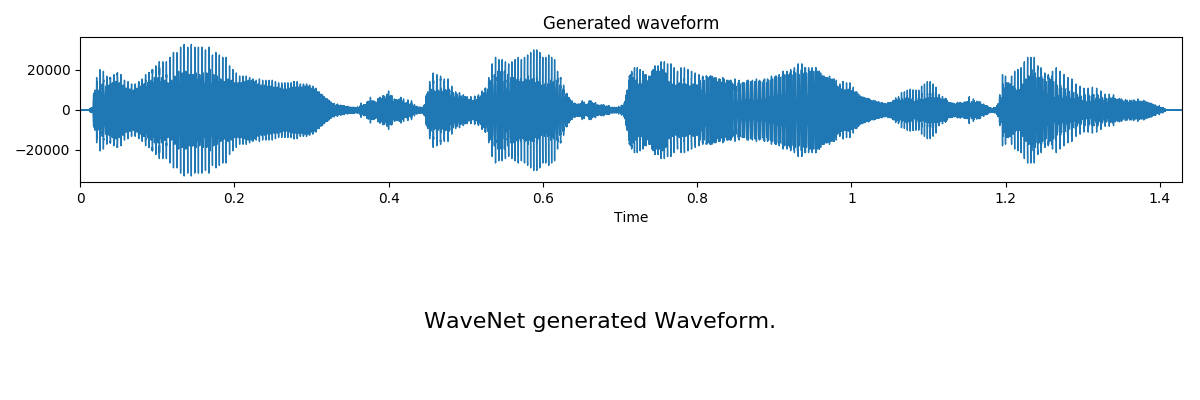 Generated waveform
20000
0
−20000
0 0.2 0.4 0.6 0.8 1 1.2 1.4
Time
WaveNet generated Waveform.